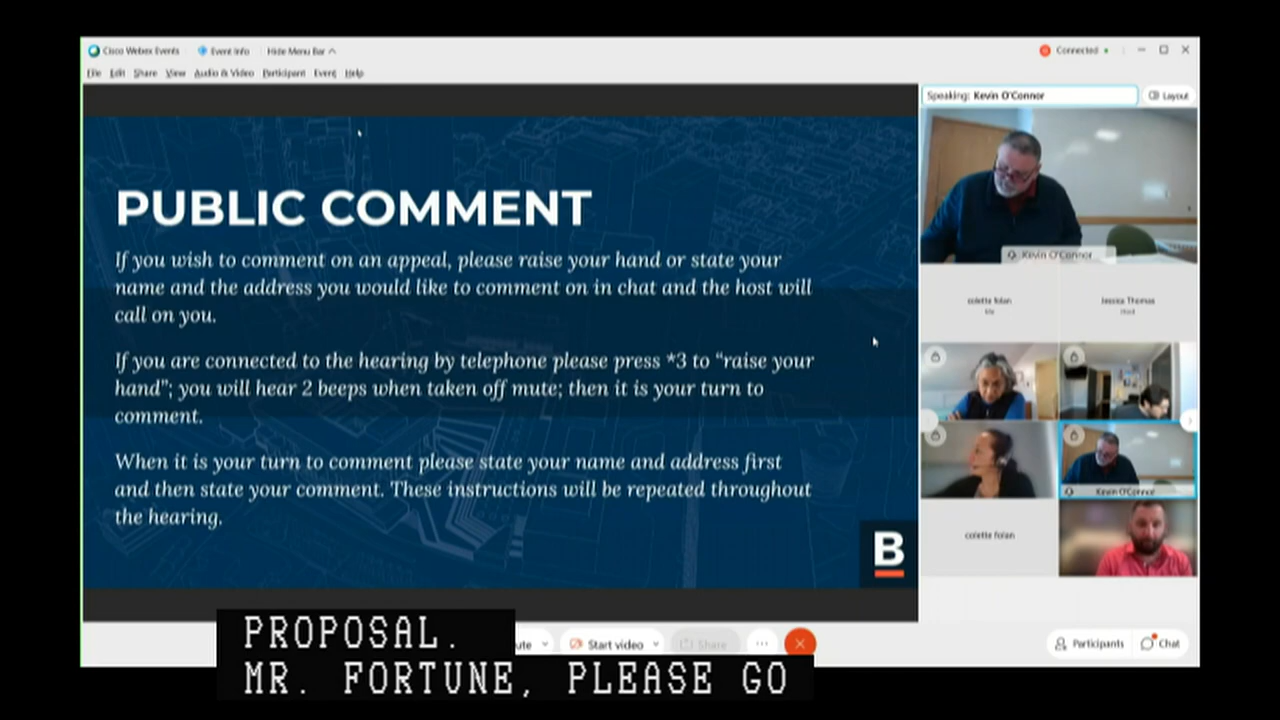 Cisco Webex Events
Event Info
Hide Menu Bar
Connected
File Edit Share View Audio & Video Participant Event Help
Speaking: Kevin O'Connor
Layout
PUBLIC COMMENT
If you wish to comment on an appeal, please raise your hand or state your
name and the address you would like to comment on in chat and the host will
call on you.
If you are connected to the hearing by telephone please press *3 to “raise your
hand”; you will hear 2 beeps when taken off mute; then it is your turn to
comment.
When it is your turn to comment please state your name and address first
and then state your comment. These instructions will be repeated throughout
the hearing.
B
Kevin O'Connor
colette folan
Me
Jessica Thomas
Host
Kevin O'Connor
colette folan
PROPOSAL.
MR. FORTUNE, PLEASE GO
ute
Start video
Share
Participants
Chat